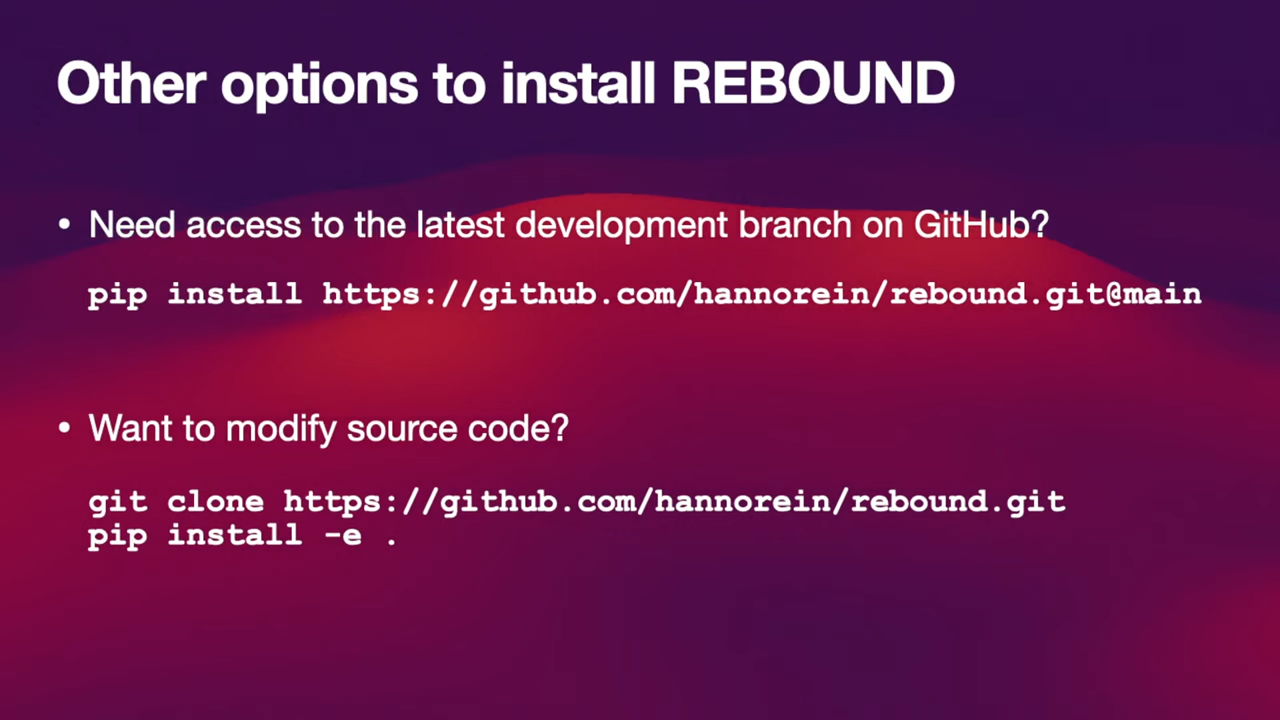 Other options to install REBOUND
• Need access to the latest development branch on GitHub?
pip install https://github.com/hannorein/rebound.git@main
• Want to modify source code?
git clone https://github.com/hannorein/rebound.git
pip install -e .